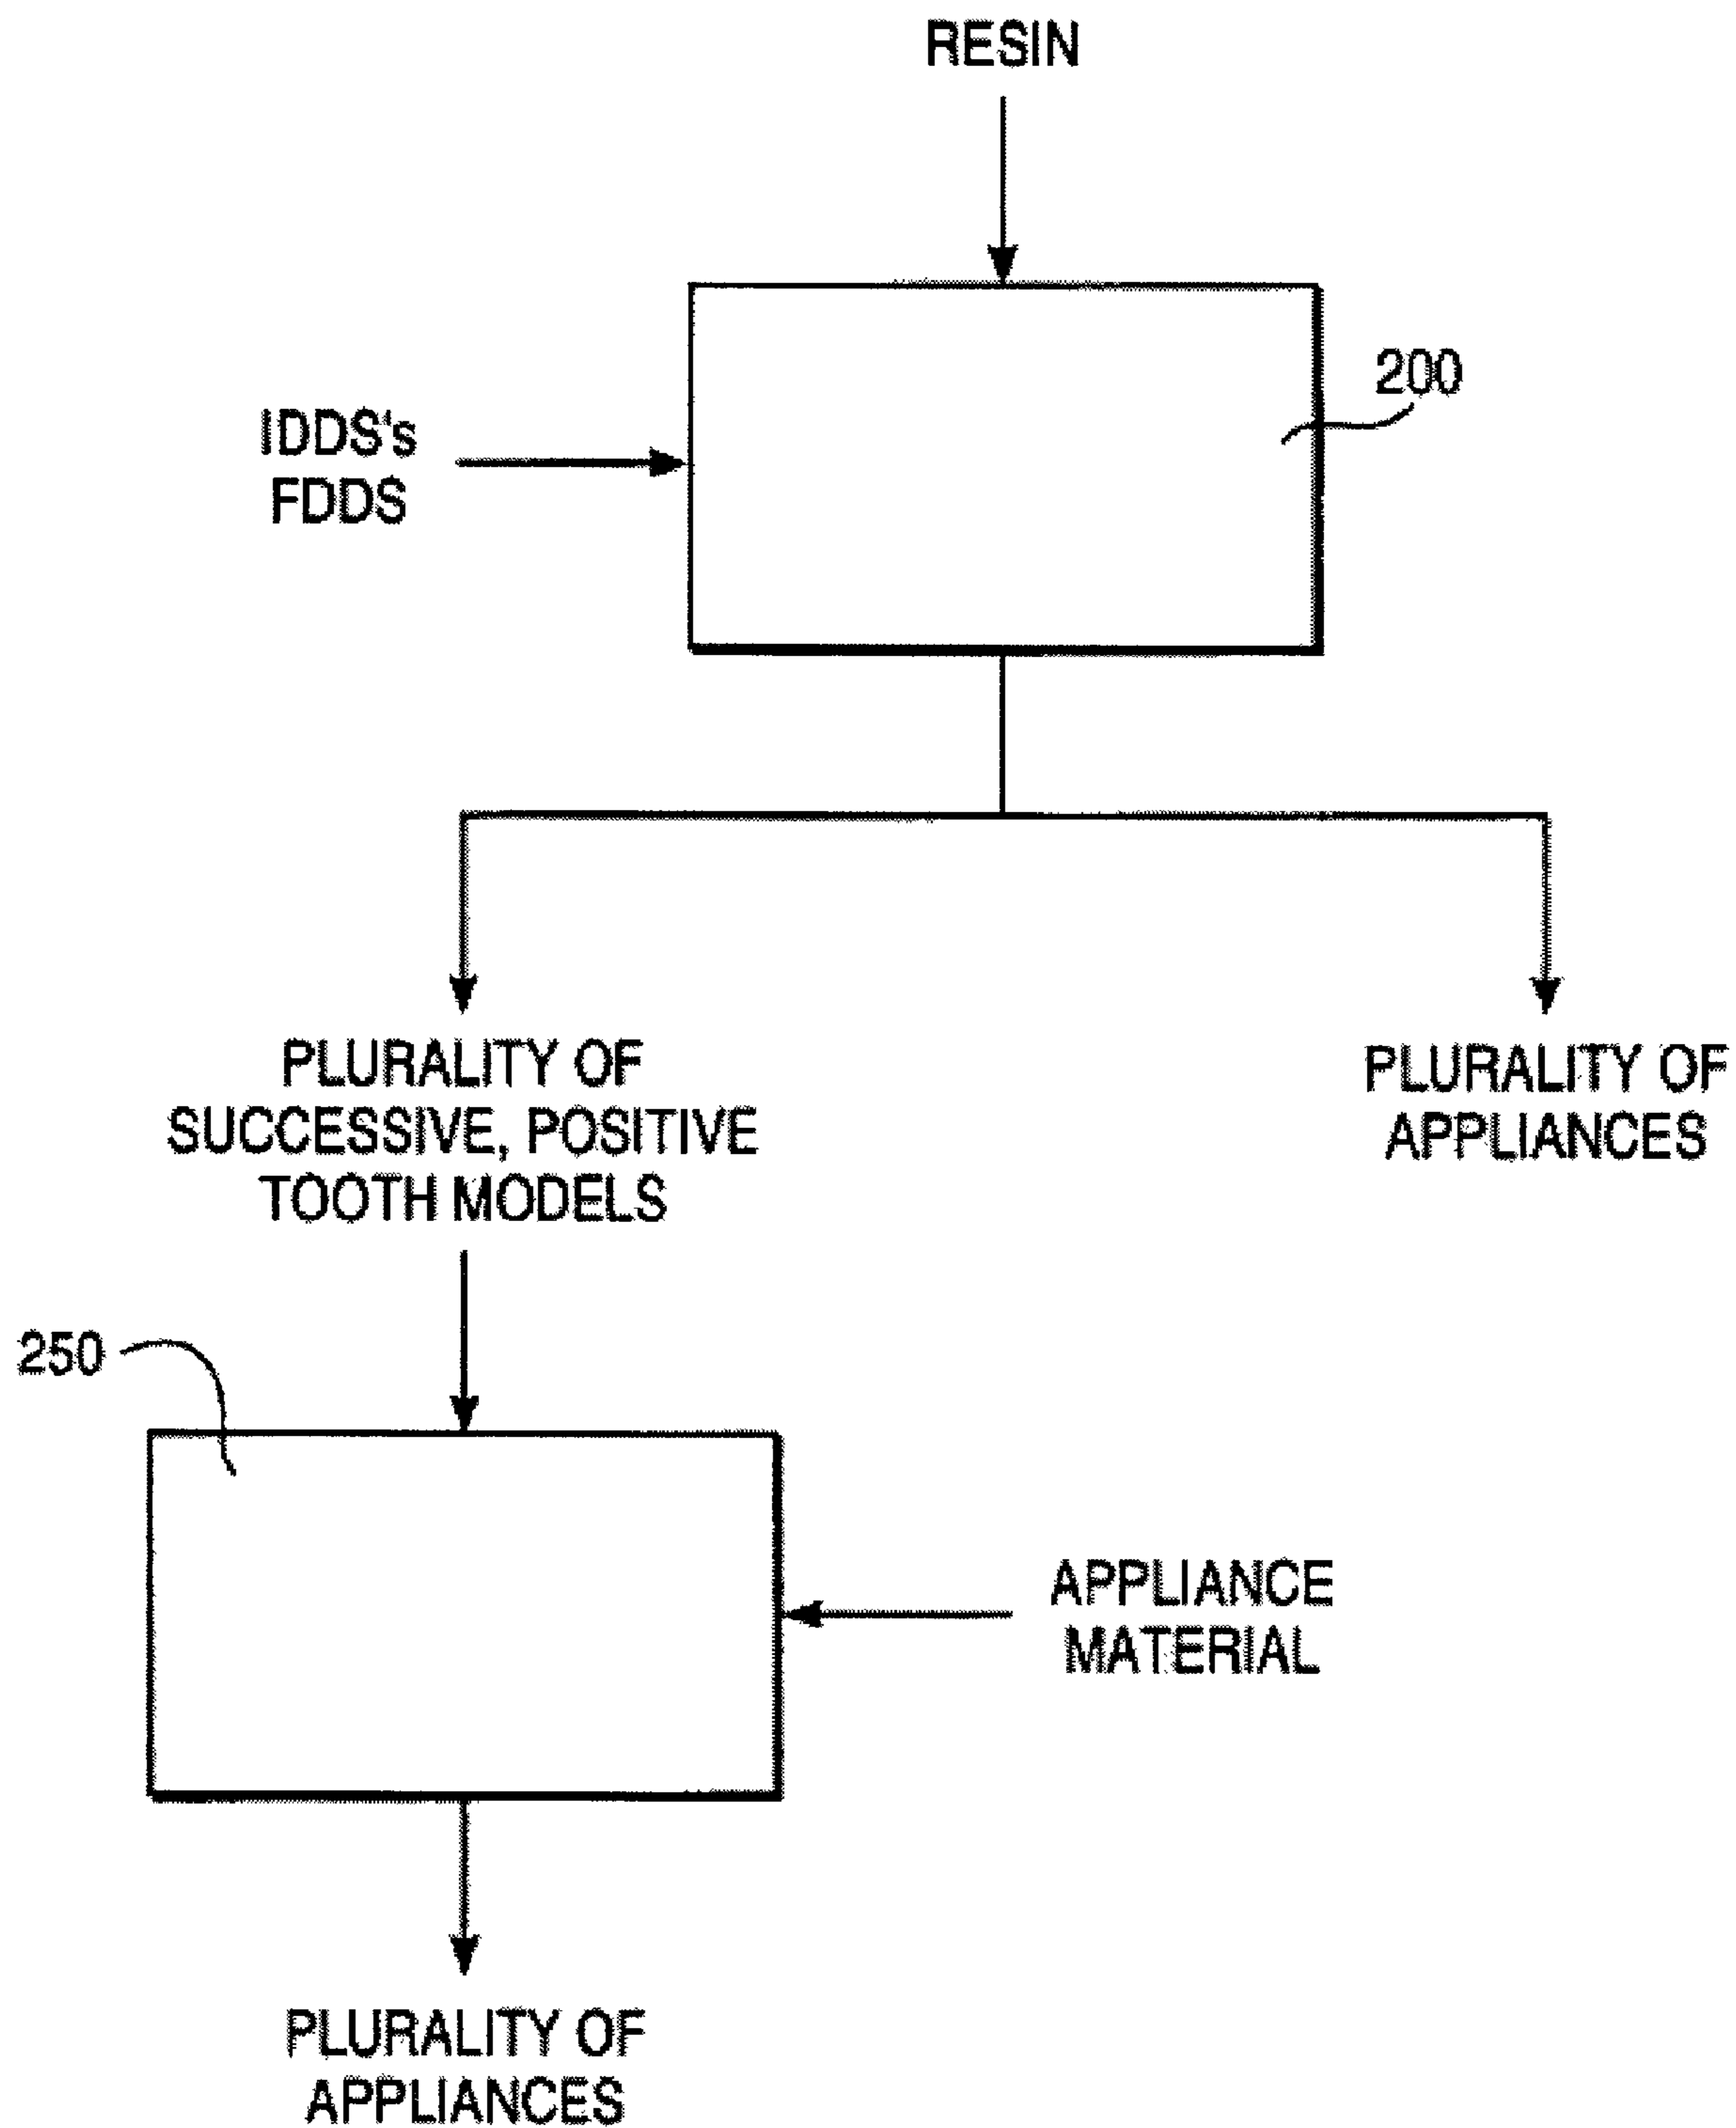 RESIN
200
IDDS's
FDDS
PLURALITY OF
SUCCESSIVE, POSITIVE
TOOTH MODELS
PLURALITY OF
APPLIANCES
250
APPLIANCE
MATERIAL
PLURALITY OF
APPLIANCES